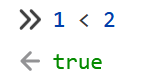 >> 1 < 2
← true